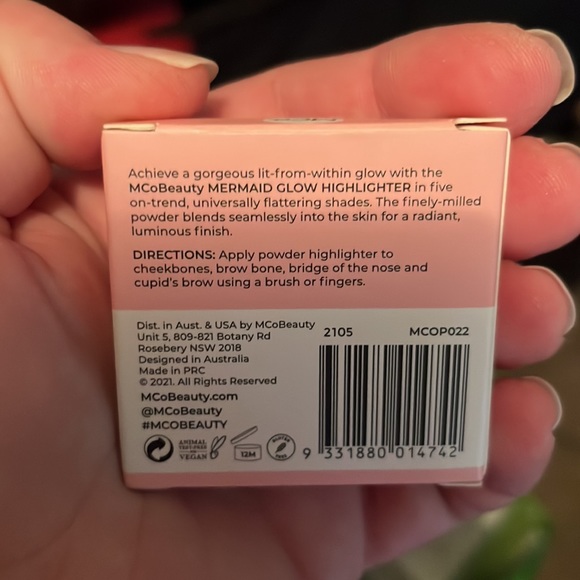 Achieve a gorgeous lit-from-within glow with the
MCoBeauty MERMAID GLOW HIGHLIGHTER in five
on-trend, universally flattering shades. The finely-milled
powder blends seamlessly into the skin for a radiant,
luminous finish.
DIRECTIONS: Apply powder highlighter to
cheekbones, brow bone, bridge of the nose and
cupid's brow using a brush or fingers.
Dist. in Aust. & USA by MCoBeauty
Unit 5, 809-821 Botany Rd
Rosebery NSW 2018
Designed in Australia
Made in PRC
© 2021. All Rights Reserved
MCoBeauty.com
@MCoBeauty
#MCOBEAUTY
2105 MCOP022
ANIMAL
TEST-FREE
VEGAN
12M
9 331880 014742